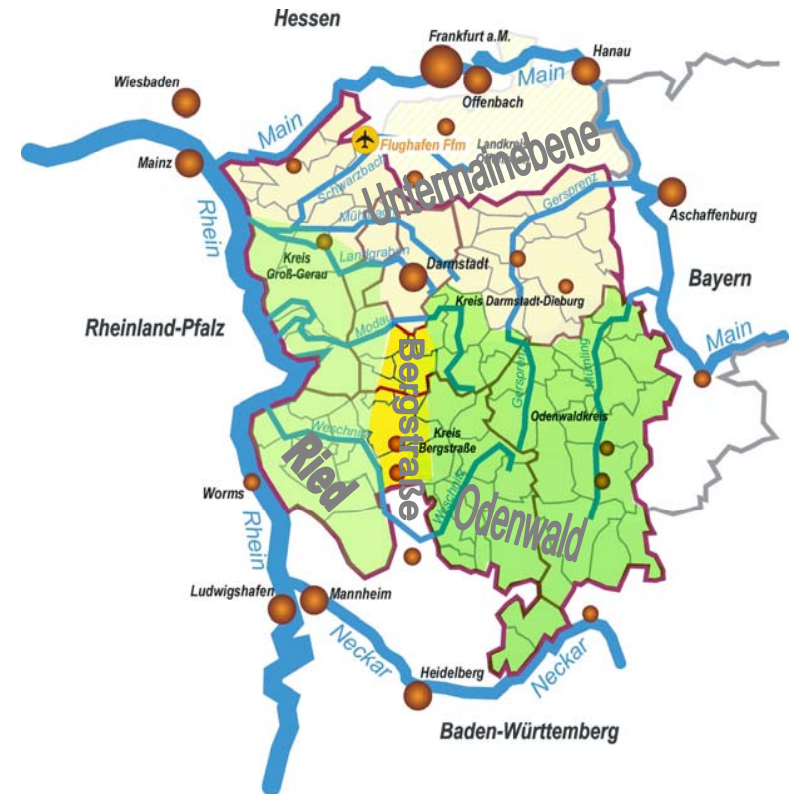 Hessen
Frankfurt a.M.
Hanau
Wiesbaden
Main
Offenbach
Main
Flughafen Ffm
Landkreis
Mainz
Schwarzbach
Untermainebene
Gersprenz
Aschaffenburg
Rhein
Kreis
Groß-Gerau
Landgraben
Darmstadt
Bayern
Kreis Darmstadt-Dieburg
Rheinland-Pfalz
Modau
Main
Bergstraße
Gersprenz
Mümling
Odenwaldkreis
Weschnitz
Kreis
Bergstraße
Ried
Worms
Weschnitz
Odenwald
Rhein
Ludwigshafen
Mannheim
Neckar
Heidelberg
Neckar
Baden-Württemberg